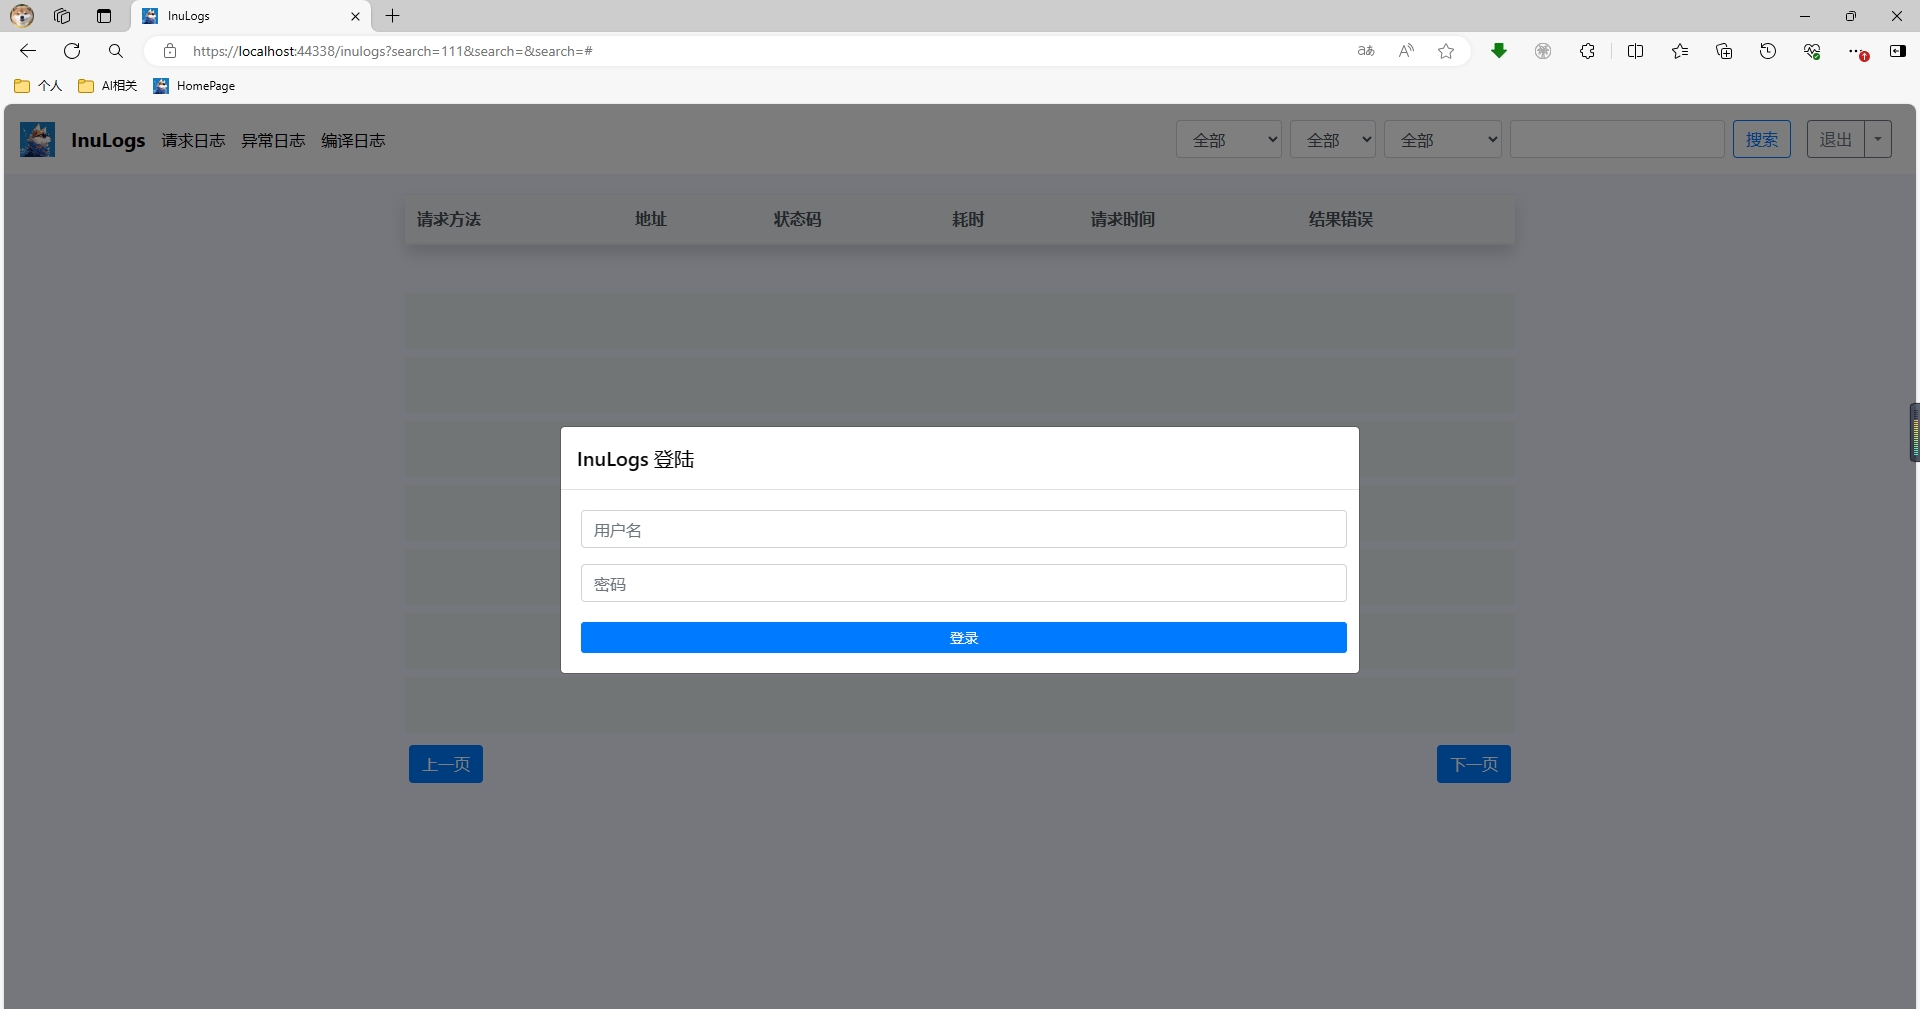 InuLogs
https://localhost:44338/inulogs?search=111&search=&search=#
个人 AI相关 HomePage
InuLogs 请求日志 异常日志 编译日志 全部 全部 全部 搜索 退出
请求方法 地址 状态码 耗时 请求时间 结果错误
InuLogs 登陆
用户名
密码
登录
上一页 下一页